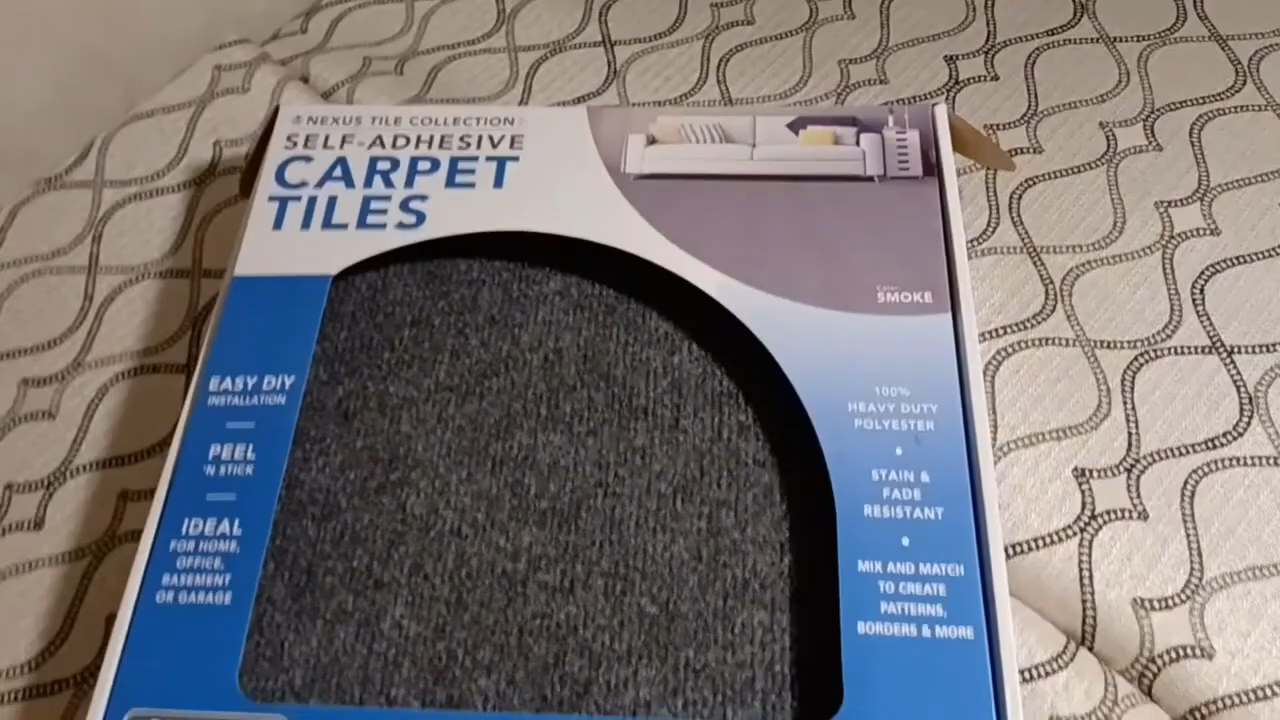 NEXUS TILE COLLECTION
SELF-ADHESIVE
CARPET
TILES
Color:
SMOKE
EASY DIY
INSTALLATION
PEEL
'N STICK
IDEAL
FOR HOME,
OFFICE,
BASEMENT
OR GARAGE
100%
HEAVY DUTY
POLYESTER
STAIN &
FADE
RESISTANT
MIX AND MATCH
TO CREATE
PATTERNS,
BORDERS & MORE